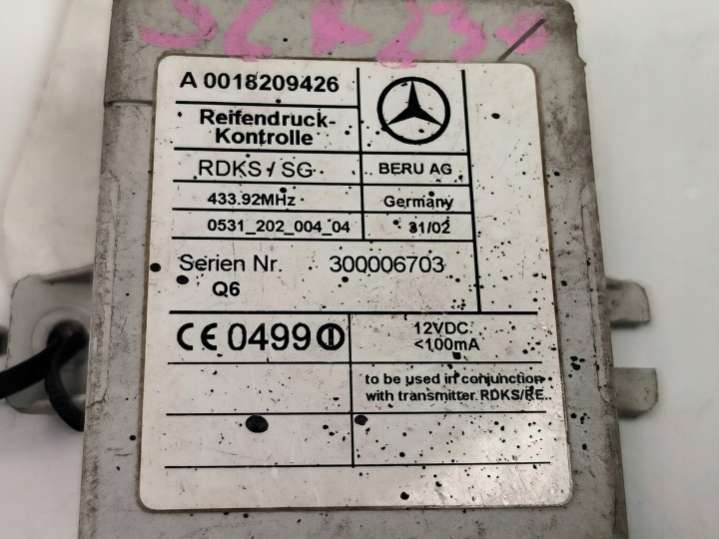 A 0018209426
Reifendruck-
Kontrolle
RDKS / SG
BERU AG
433.92MHz
Germany
0531_202_004_04
31/02
Serien Nr. 300006703
Q6
CE 0499
12VDC
<100mA
to be used in conjunction
with transmitter RDKS/RE..